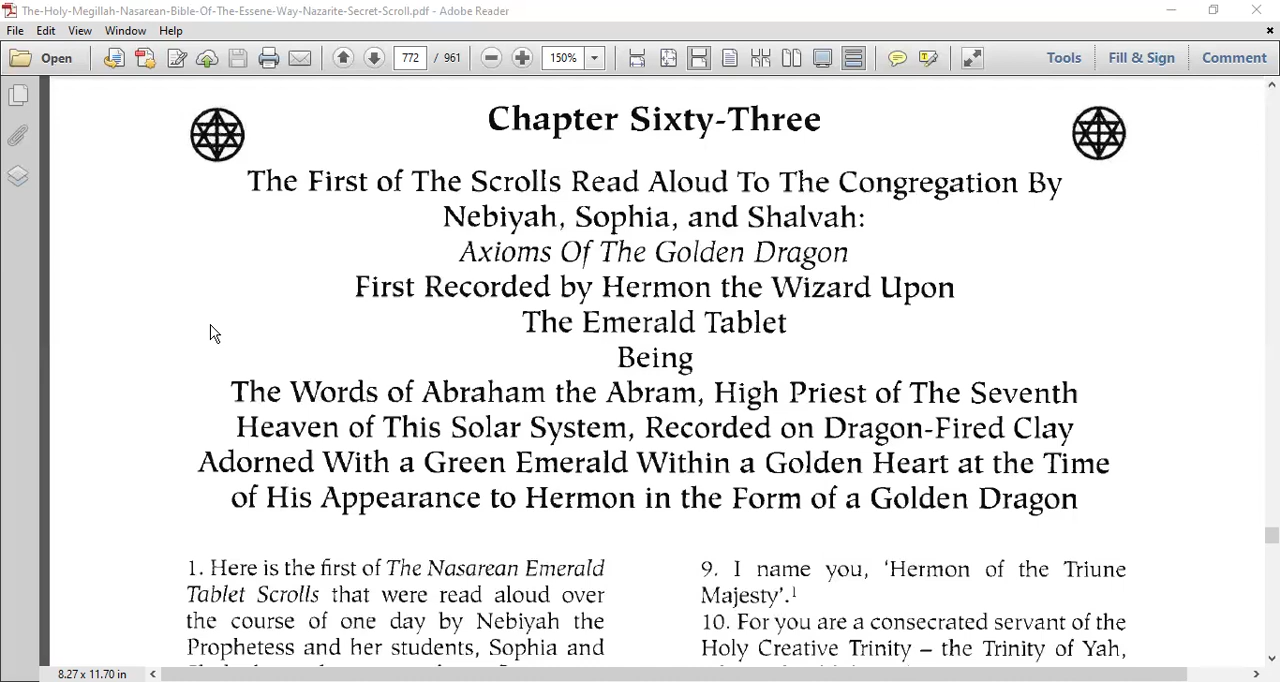 The-Holy-Megillah-Nasarean-Bible-Of-The-Essene-Way-Nazarite-Secret-Scroll.pdf - Adobe Reader
File Edit View Window Help
Open 772 / 961 150% Tools Fill & Sign Comment
Chapter Sixty-Three
The First of The Scrolls Read Aloud To The Congregation By
Nebiyah, Sophia, and Shalvah:
Axioms Of The Golden Dragon
First Recorded by Hermon the Wizard Upon
The Emerald Tablet
Being
The Words of Abraham the Abram, High Priest of The Seventh
Heaven of This Solar System, Recorded on Dragon-Fired Clay
Adorned With a Green Emerald Within a Golden Heart at the Time
of His Appearance to Hermon in the Form of a Golden Dragon
1. Here is the first of The Nasarean Emerald
Tablet Scrolls that were read aloud over
the course of one day by Nebiyah the
Prophetess and her students, Sophia and
9. I name you, 'Hermon of the Triune
Majesty'.¹
10. For you are a consecrated servant of the
Holy Creative Trinity – the Trinity of Yah,
8.27 x 11.70 in